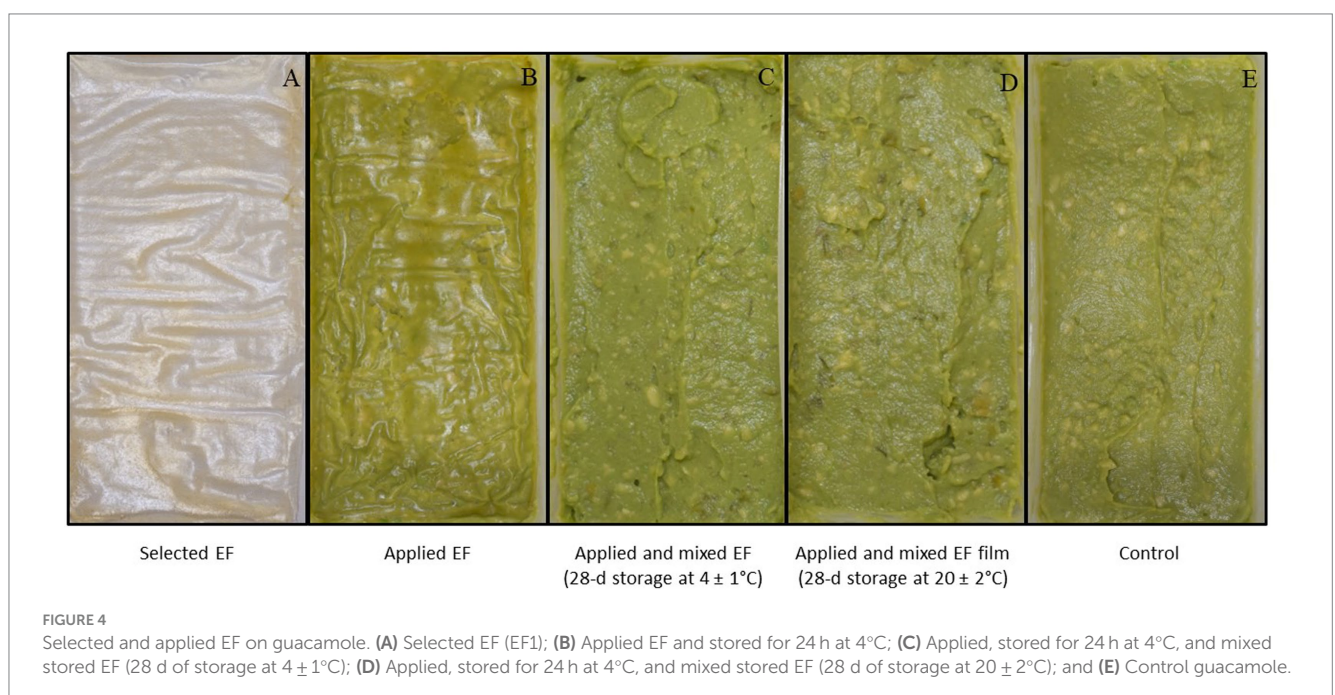 A
B
C
D
E
Selected EF
Applied EF
Applied and mixed EF
(28-d storage at 4 ± 1°C)
Applied and mixed EF film
(28-d storage at 20 ± 2°C)
Control
FIGURE 4
Selected and applied EF on guacamole. (A) Selected EF (EF1); (B) Applied EF and stored for 24 h at 4°C; (C) Applied, stored for 24 h at 4°C, and mixed
stored EF (28 d of storage at 4 ± 1°C); (D) Applied, stored for 24 h at 4°C, and mixed stored EF (28 d of storage at 20 ± 2°C); and (E) Control guacamole.